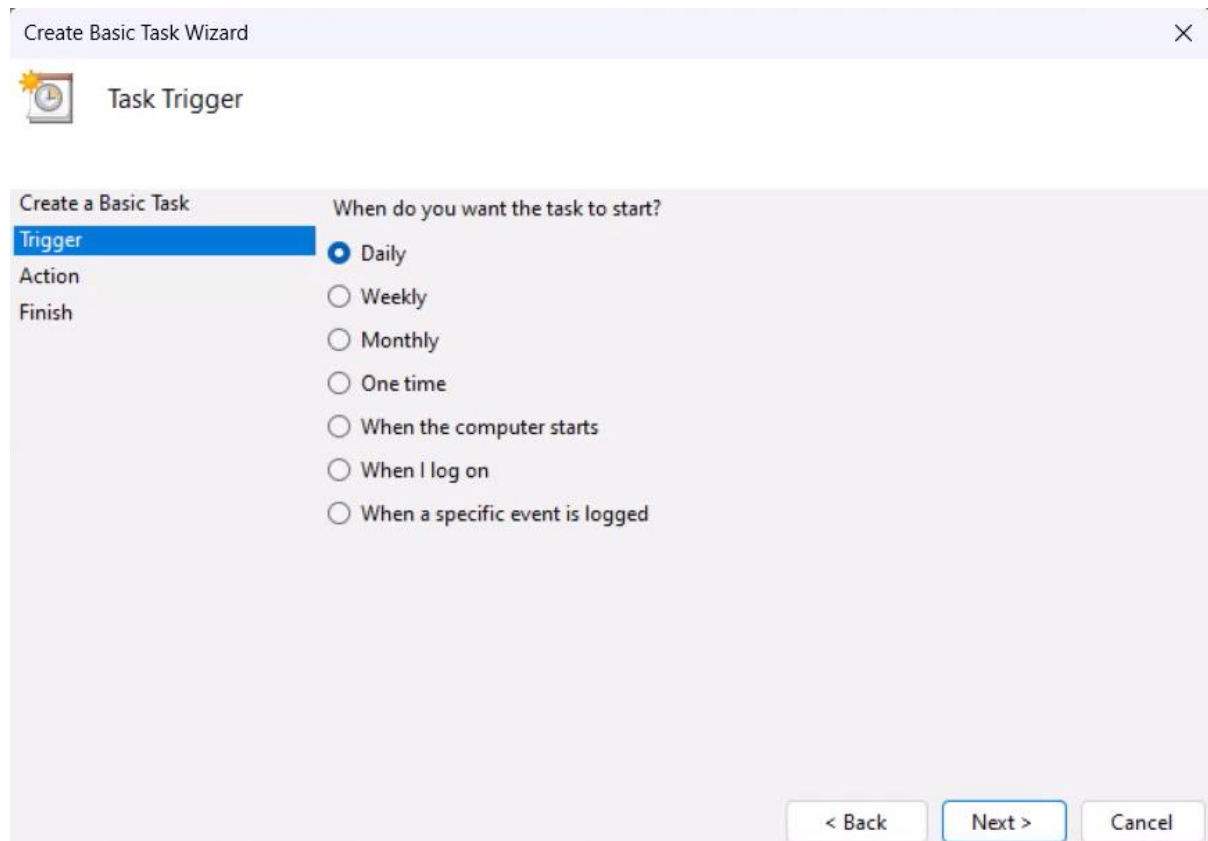 Create Basic Task Wizard
Task Trigger
Create a Basic Task
Trigger
Action
Finish
When do you want the task to start?
Daily
Weekly
Monthly
One time
When the computer starts
When I log on
When a specific event is logged
< Back
Next >
Cancel